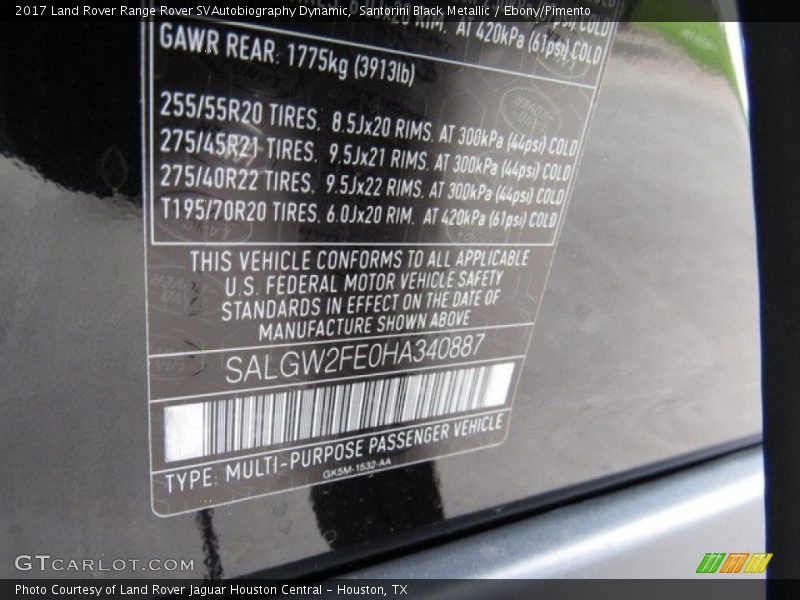 2017 Land Rover Range Rover SVAutobiography Dynamic, Santorini Black Metallic / Ebony/Pimento
RIM. AT 420kPa (61psi) COLD
GAWR REAR: 1775kg (3913lb)
255/55R20 TIRES. 8.5Jx20 RIMS. AT 300kPa (44psi) COLD
275/45R21 TIRES. 9.5Jx21 RIMS. AT 300kPa (44psi) COLD
275/40R22 TIRES. 9.5Jx22 RIMS. AT 300kPa (44psi) COLD
T195/70R20 TIRES. 6.0Jx20 RIM. AT 420kPa (61psi) COLD
THIS VEHICLE CONFORMS TO ALL APPLICABLE
U.S. FEDERAL MOTOR VEHICLE SAFETY
STANDARDS IN EFFECT ON THE DATE OF
MANUFACTURE SHOWN ABOVE
SALGW2FE0HA340887
TYPE: MULTI-PURPOSE PASSENGER VEHICLE
GK5M-1532-AA
GTCARLOT.COM
Photo Courtesy of Land Rover Jaguar Houston Central – Houston, TX